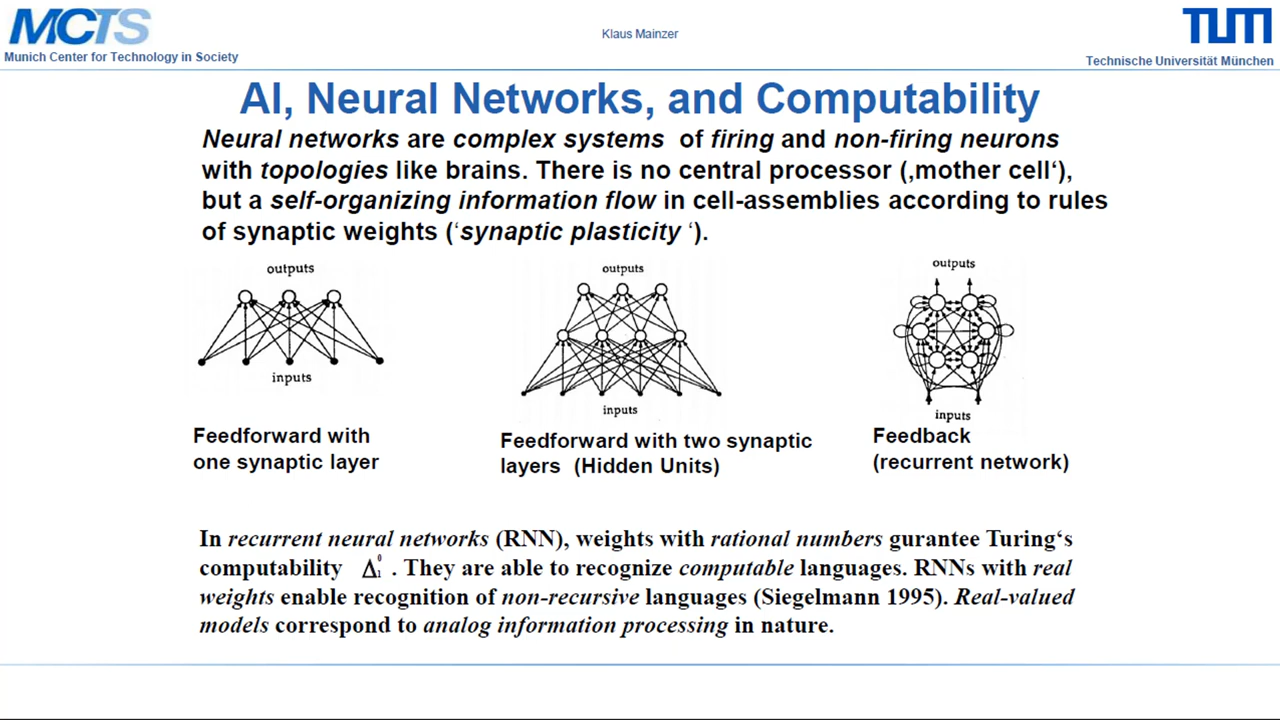 MCTS
Munich Center for Technology in Society
Klaus Mainzer
TUM
Technische Universität München
AI, Neural Networks, and Computability
Neural networks are complex systems of firing and non-firing neurons
with topologies like brains. There is no central processor (‚mother cell‘),
but a self-organizing information flow in cell-assemblies according to rules
of synaptic weights (‘synaptic plasticity ‘).
outputs
inputs
Feedforward with
one synaptic layer
outputs
inputs
Feedforward with two synaptic
layers (Hidden Units)
outputs
inputs
Feedback
(recurrent network)
In recurrent neural networks (RNN), weights with rational numbers gurantee Turing‘s
computability Δ⁰₁ . They are able to recognize computable languages. RNNs with real
weights enable recognition of non-recursive languages (Siegelmann 1995). Real-valued
models correspond to analog information processing in nature.